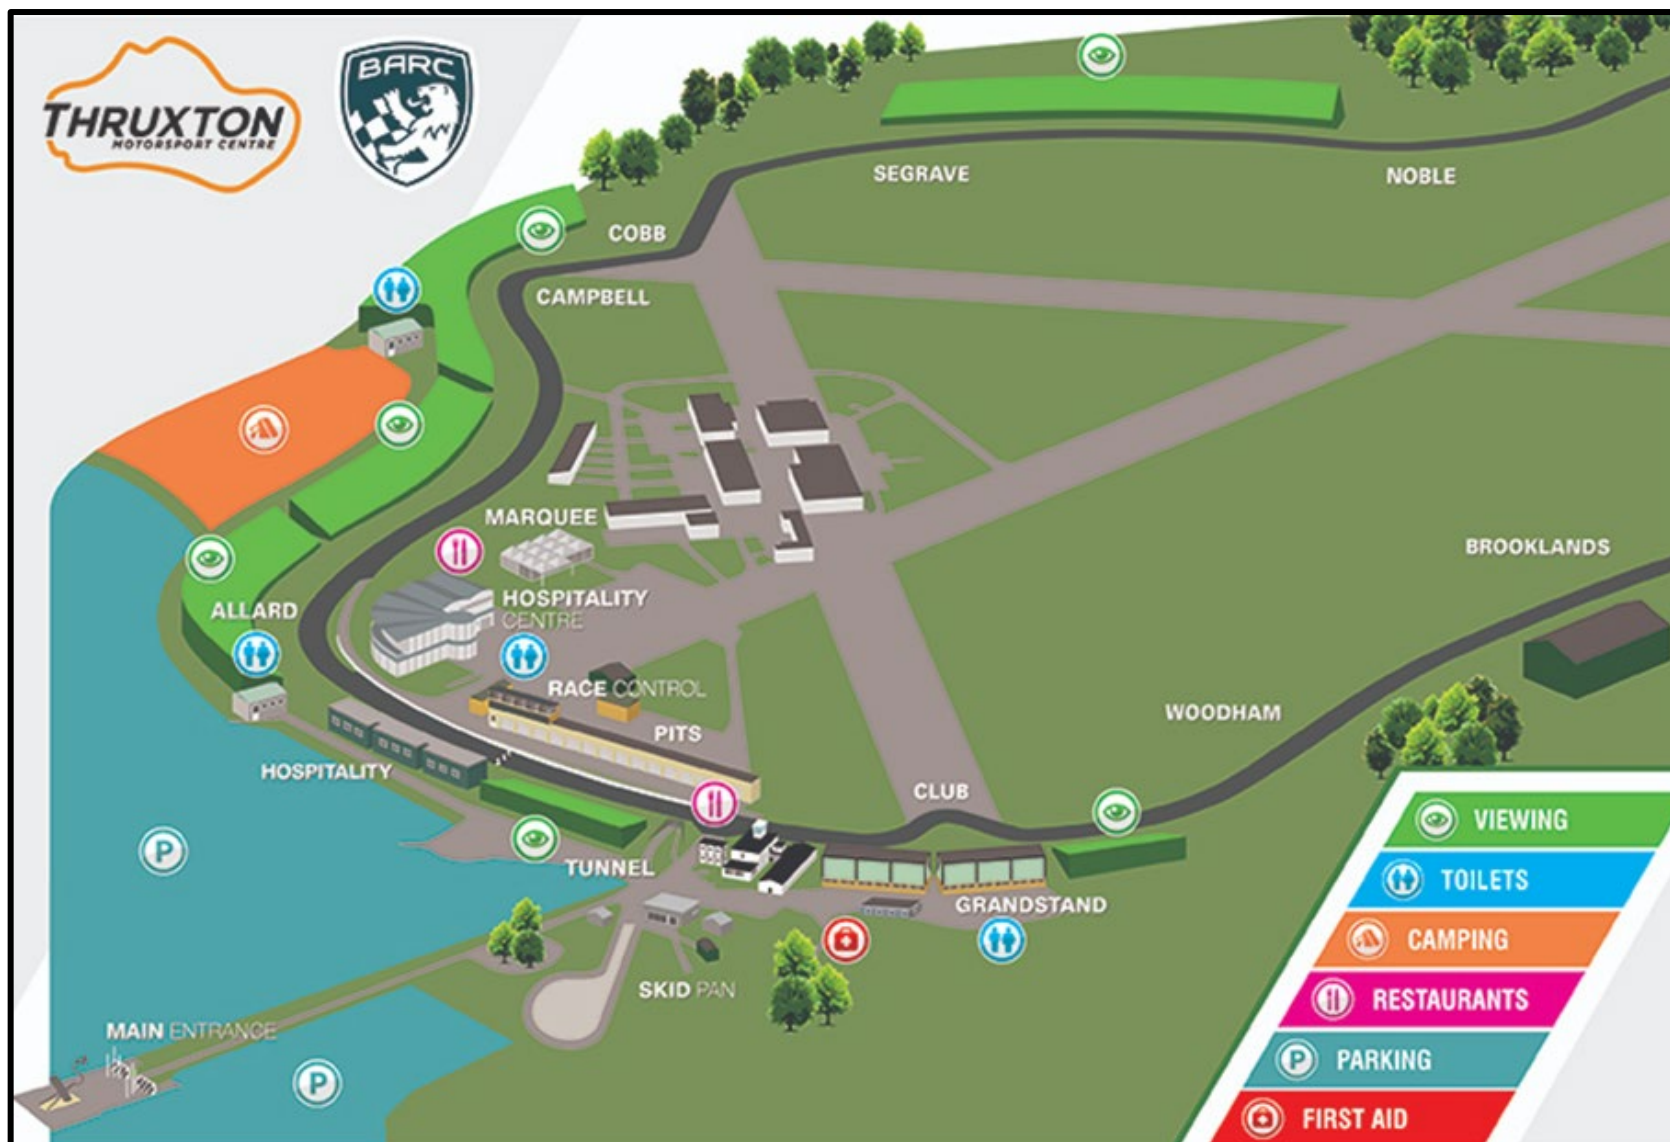 THRUXTON
MOTORSPORT CENTRE
BARC
SEGRAVE
NOBLE
COBB
CAMPBELL
MARQUEE
BROOKLANDS
HOSPITALITY
CENTRE
ALLARD
RACE CONTROL
WOODHAM
PITS
HOSPITALITY
CLUB
TUNNEL
GRANDSTAND
SKID PAN
MAIN ENTRANCE
P
P
VIEWING
TOILETS
CAMPING
RESTAURANTS
P PARKING
FIRST AID